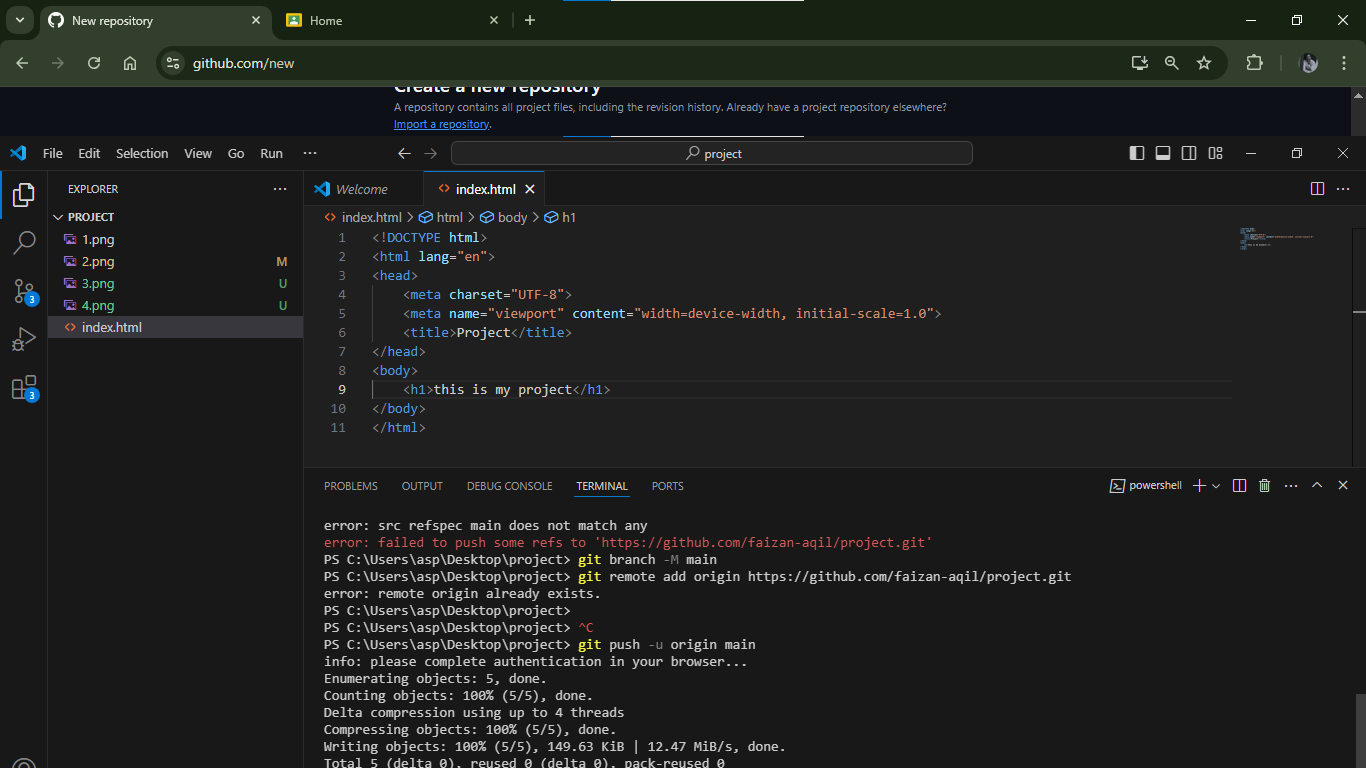 New repository
Home
github.com/new
Create a new repository
A repository contains all project files, including the revision history. Already have a project repository elsewhere?
Import a repository.
File Edit Selection View Go Run ···
project
EXPLORER ···
Welcome
index.html
PROJECT
1.png
2.png M
3.png U
4.png U
index.html
3
3
index.html > html > body > h1
1 <!DOCTYPE html>
2 <html lang="en">
3 <head>
4 <meta charset="UTF-8">
5 <meta name="viewport" content="width=device-width, initial-scale=1.0">
6 <title>Project</title>
7 </head>
8 <body>
9 <h1>this is my project</h1>
10 </body>
11 </html>
PROBLEMS OUTPUT DEBUG CONSOLE TERMINAL PORTS
powershell
error: src refspec main does not match any
error: failed to push some refs to 'https://github.com/faizan-aqil/project.git'
PS C:\Users\asp\Desktop\project> git branch -M main
PS C:\Users\asp\Desktop\project> git remote add origin https://github.com/faizan-aqil/project.git
error: remote origin already exists.
PS C:\Users\asp\Desktop\project>
PS C:\Users\asp\Desktop\project> ^C
PS C:\Users\asp\Desktop\project> git push -u origin main
info: please complete authentication in your browser...
Enumerating objects: 5, done.
Counting objects: 100% (5/5), done.
Delta compression using up to 4 threads
Compressing objects: 100% (5/5), done.
Writing objects: 100% (5/5), 149.63 KiB | 12.47 MiB/s, done.
Total 5 (delta 0), reused 0 (delta 0), pack-reused 0